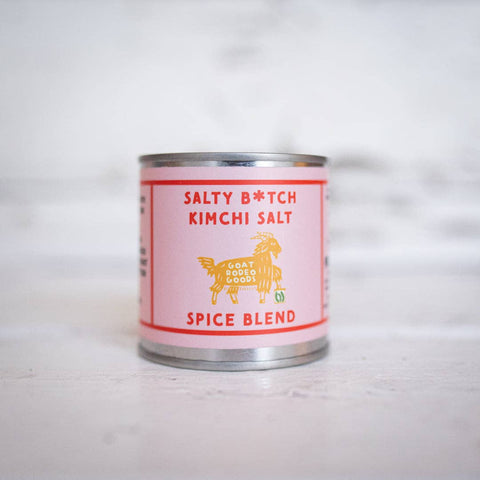 SALTY B*TCH
KIMCHI SALT
GOAT
RODEO
GOODS
SPICE BLEND